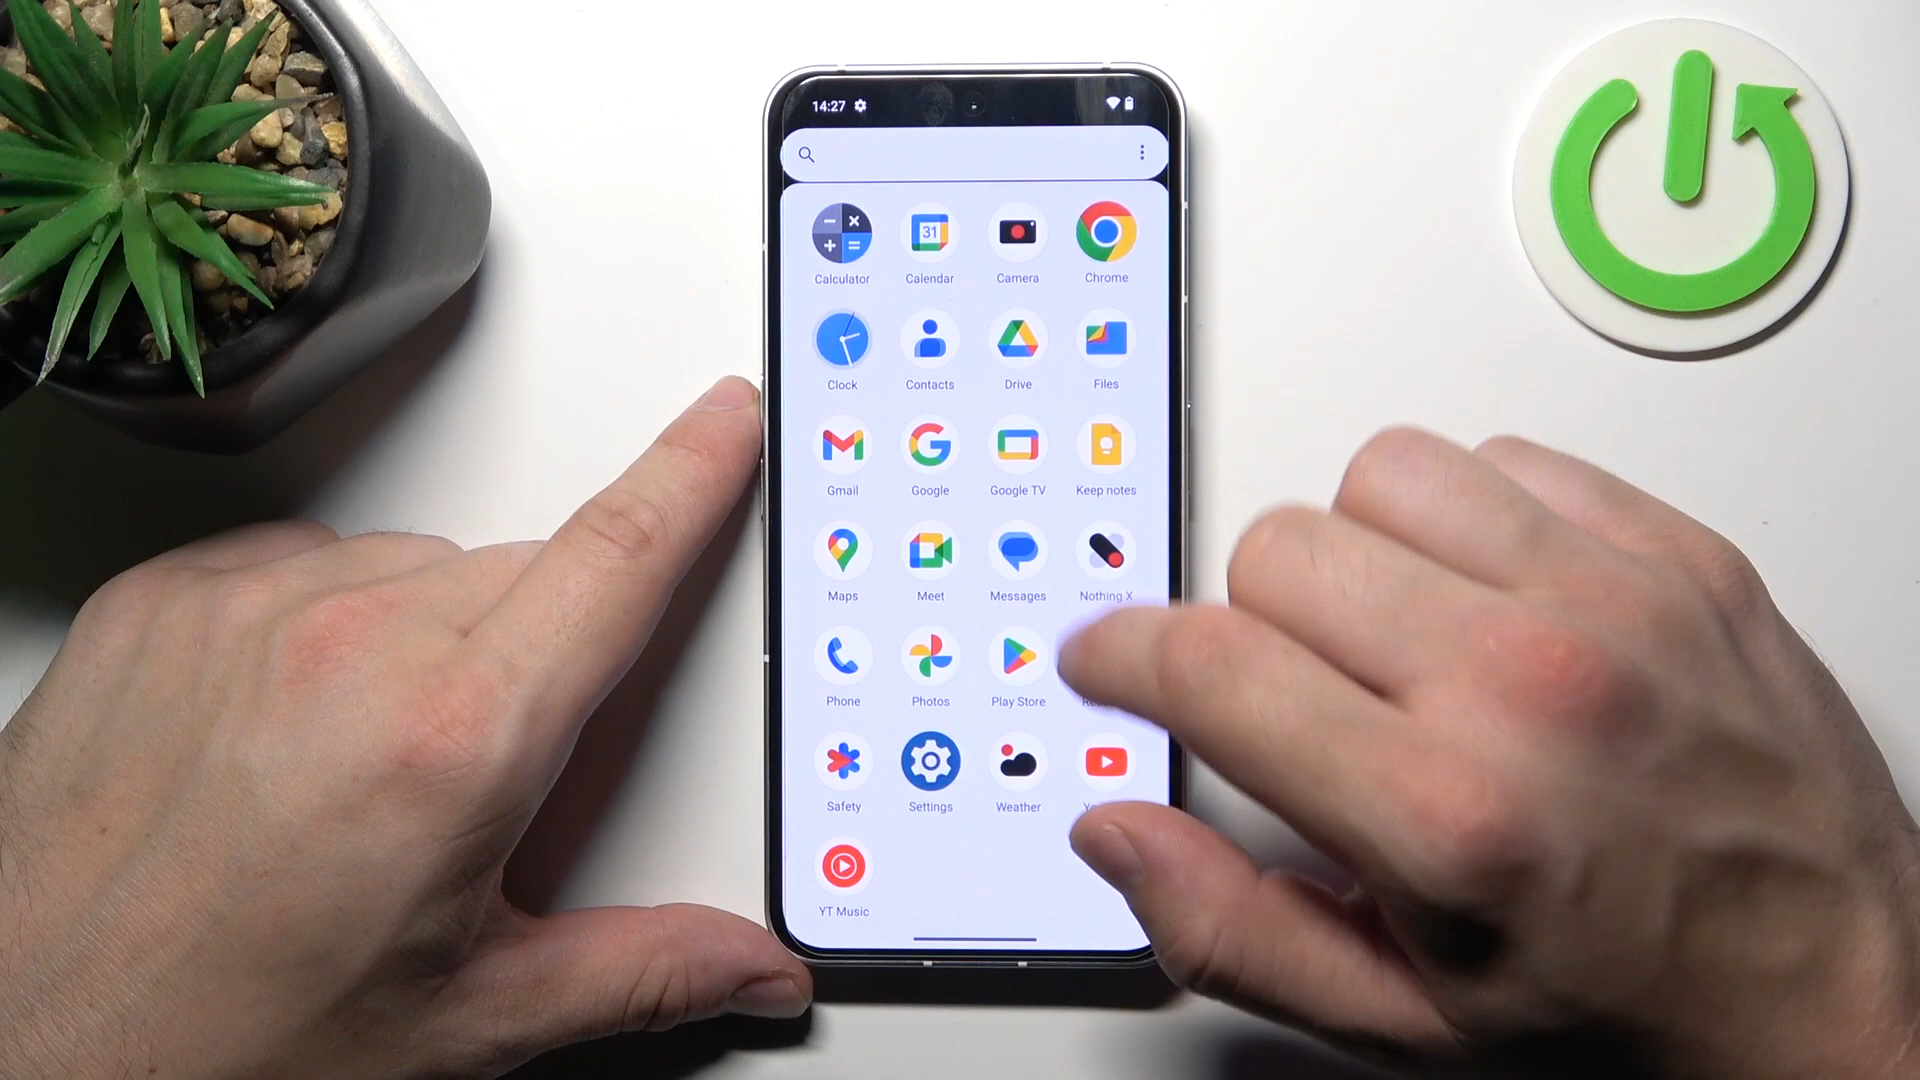 14:27
31
Calculator Calendar Camera Chrome
Clock Contacts Drive Files
Gmail Google Google TV Keep notes
Maps Meet Messages Nothing X
Phone Photos Play Store
Safety Settings Weather
YT Music